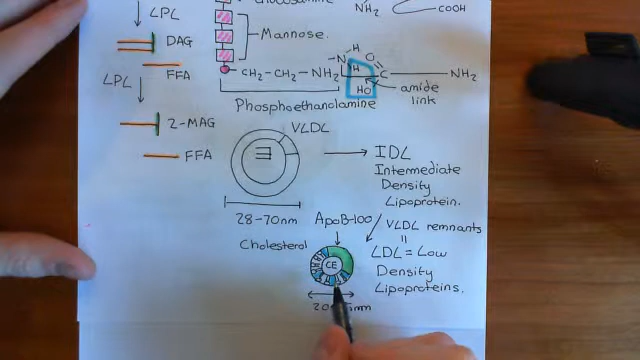 LPL
DAG
FFA
LPL
2-MAG
FFA
Mannose.
NH2
COOH
CH2-CH2-NH2
N
H
H
O
C
NH2
HO
amide
link
Phosphoethanolamine
VLDL
28-70nm
IDL
Intermediate
Density
Lipoprotein.
VLDL remnants
=
LDL = Low
Density
Lipoproteins.
ApoB-100
Cholesterol
CE